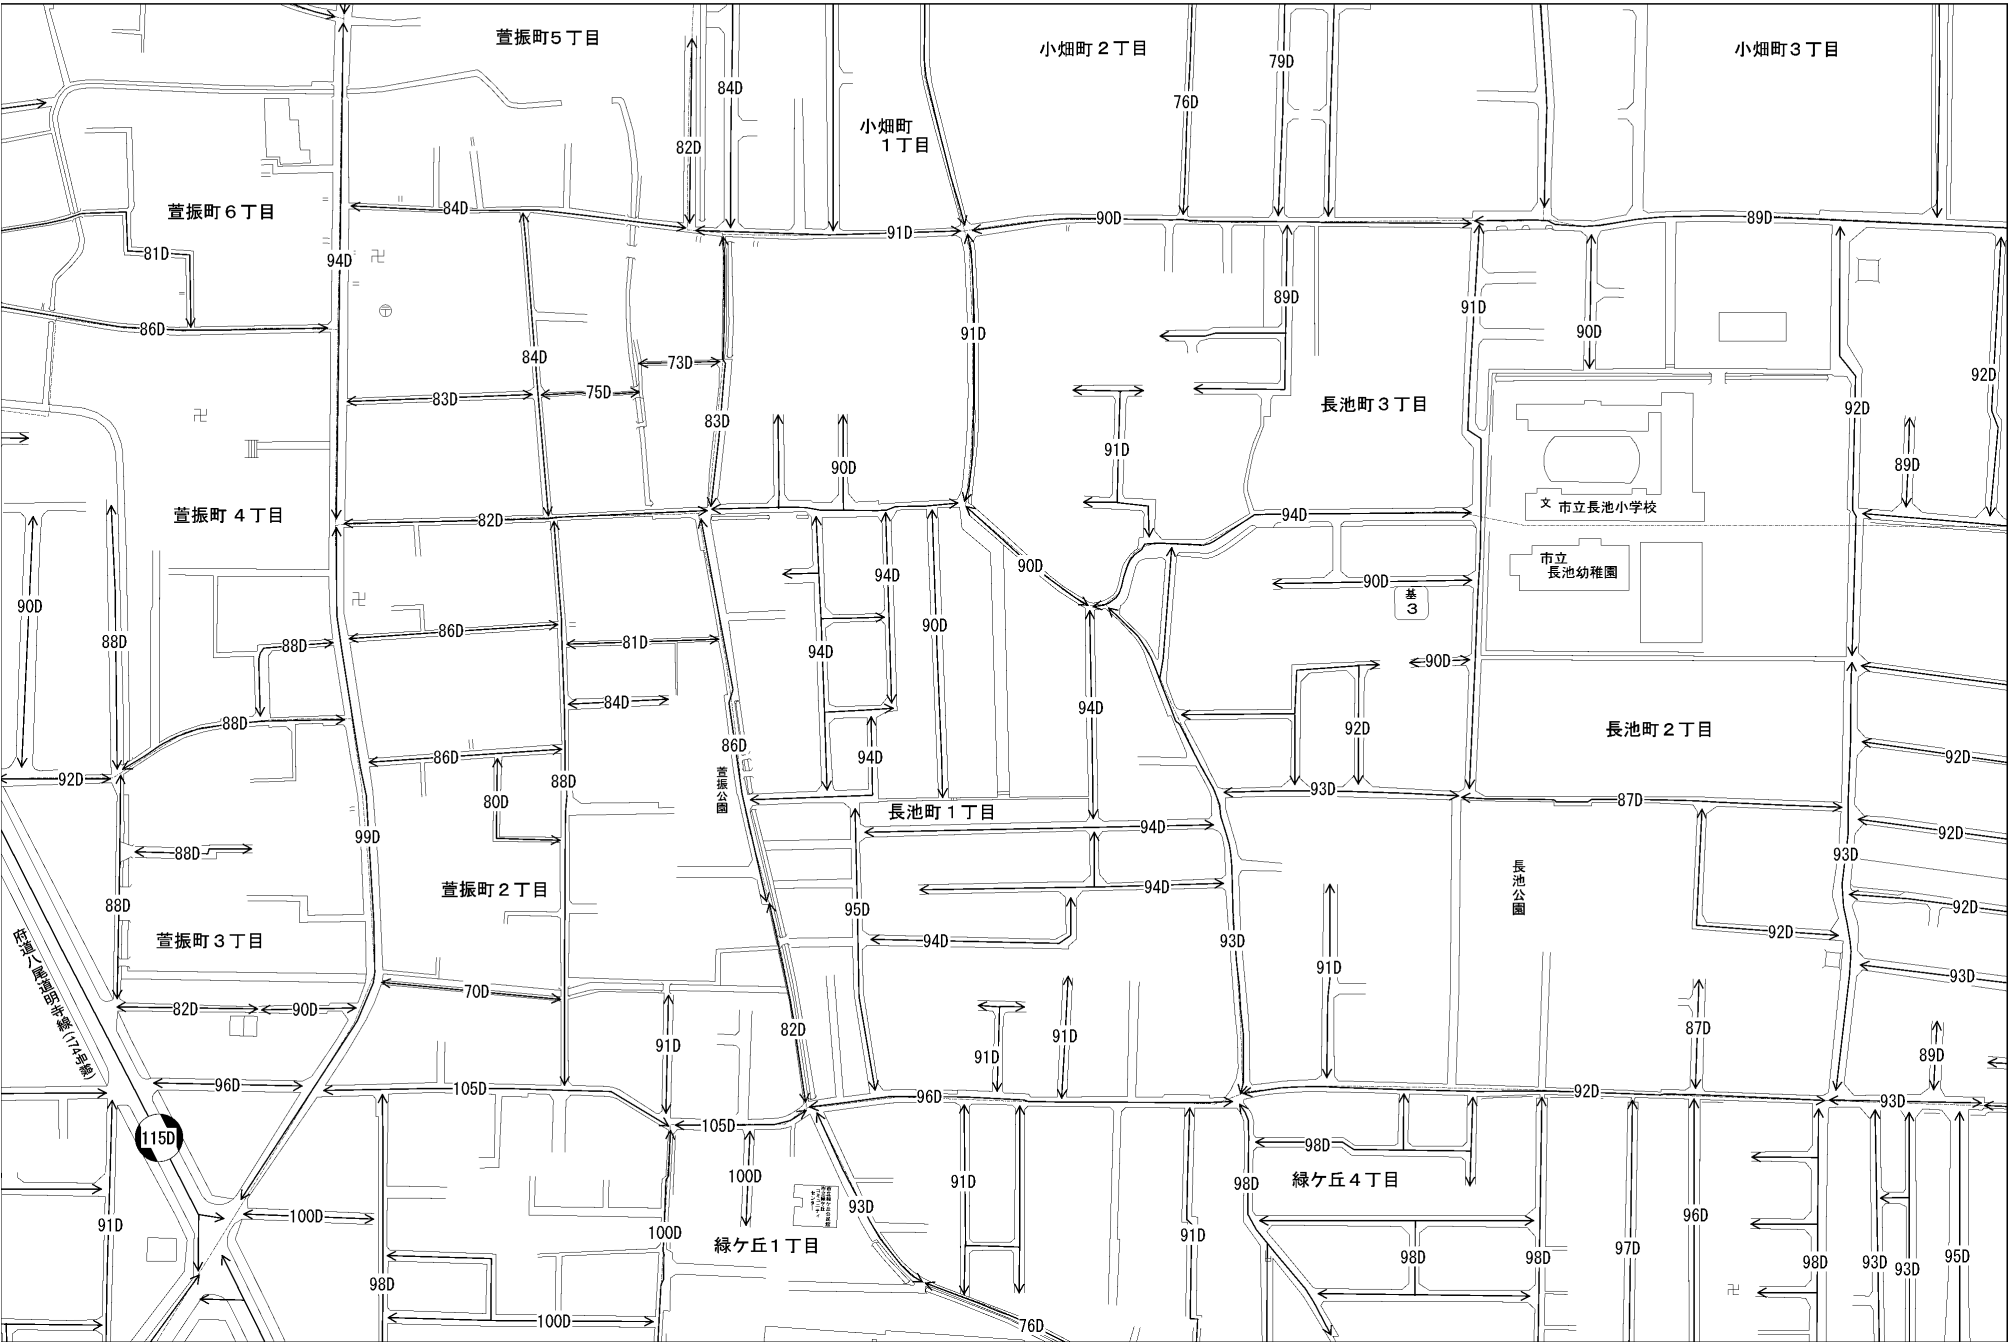 萱振町5丁目
小畑町2丁目
小畑町3丁目
79D
84D
76D
小畑町
1丁目
82D
萱振町6丁目
84D
90D
89D
91D
81D
94D
89D
91D
86D
91D
90D
84D
73D
92D
83D
75D
長池町3丁目
92D
83D
91D
90D
89D
萱振町4丁目
82D
94D
文 市立長池小学校
市立
長池幼稚園
90D
94D
90D
基
3
90D
88D
86D
90D
88D
81D
94D
90D
84D
94D
88D
92D
長池町2丁目
86D
86D
94D
92D
92D
88D
80D
萱振公園
93D
87D
長池町1丁目
94D
92D
99D
88D
93D
萱振町2丁目
94D
長池公園
88D
95D
92D
萱振町3丁目
94D
93D
92D
府道八尾道明寺線(174号線)
91D
93D
70D
82D
90D
82D
87D
91D
91D
91D
89D
96D
105D
96D
92D
93D
105D
115D
98D
100D
緑ケ丘4丁目
91D
98D
93D
100D
91D
96D
100D
91D
緑ケ丘1丁目
97D
98D
98D
98D
93D
93D
95D
98D
100D
76D